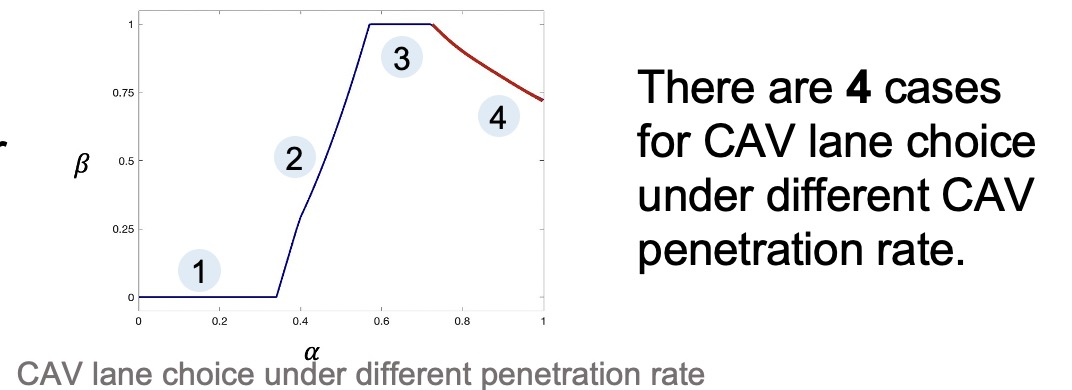 1
0.75
0.5
0.25
0
β
1
2
3
4
0
0.2
0.4
0.6
0.8
1
α
CAV lane choice under different penetration rate
There are 4 cases
for CAV lane choice
under different CAV
penetration rate.